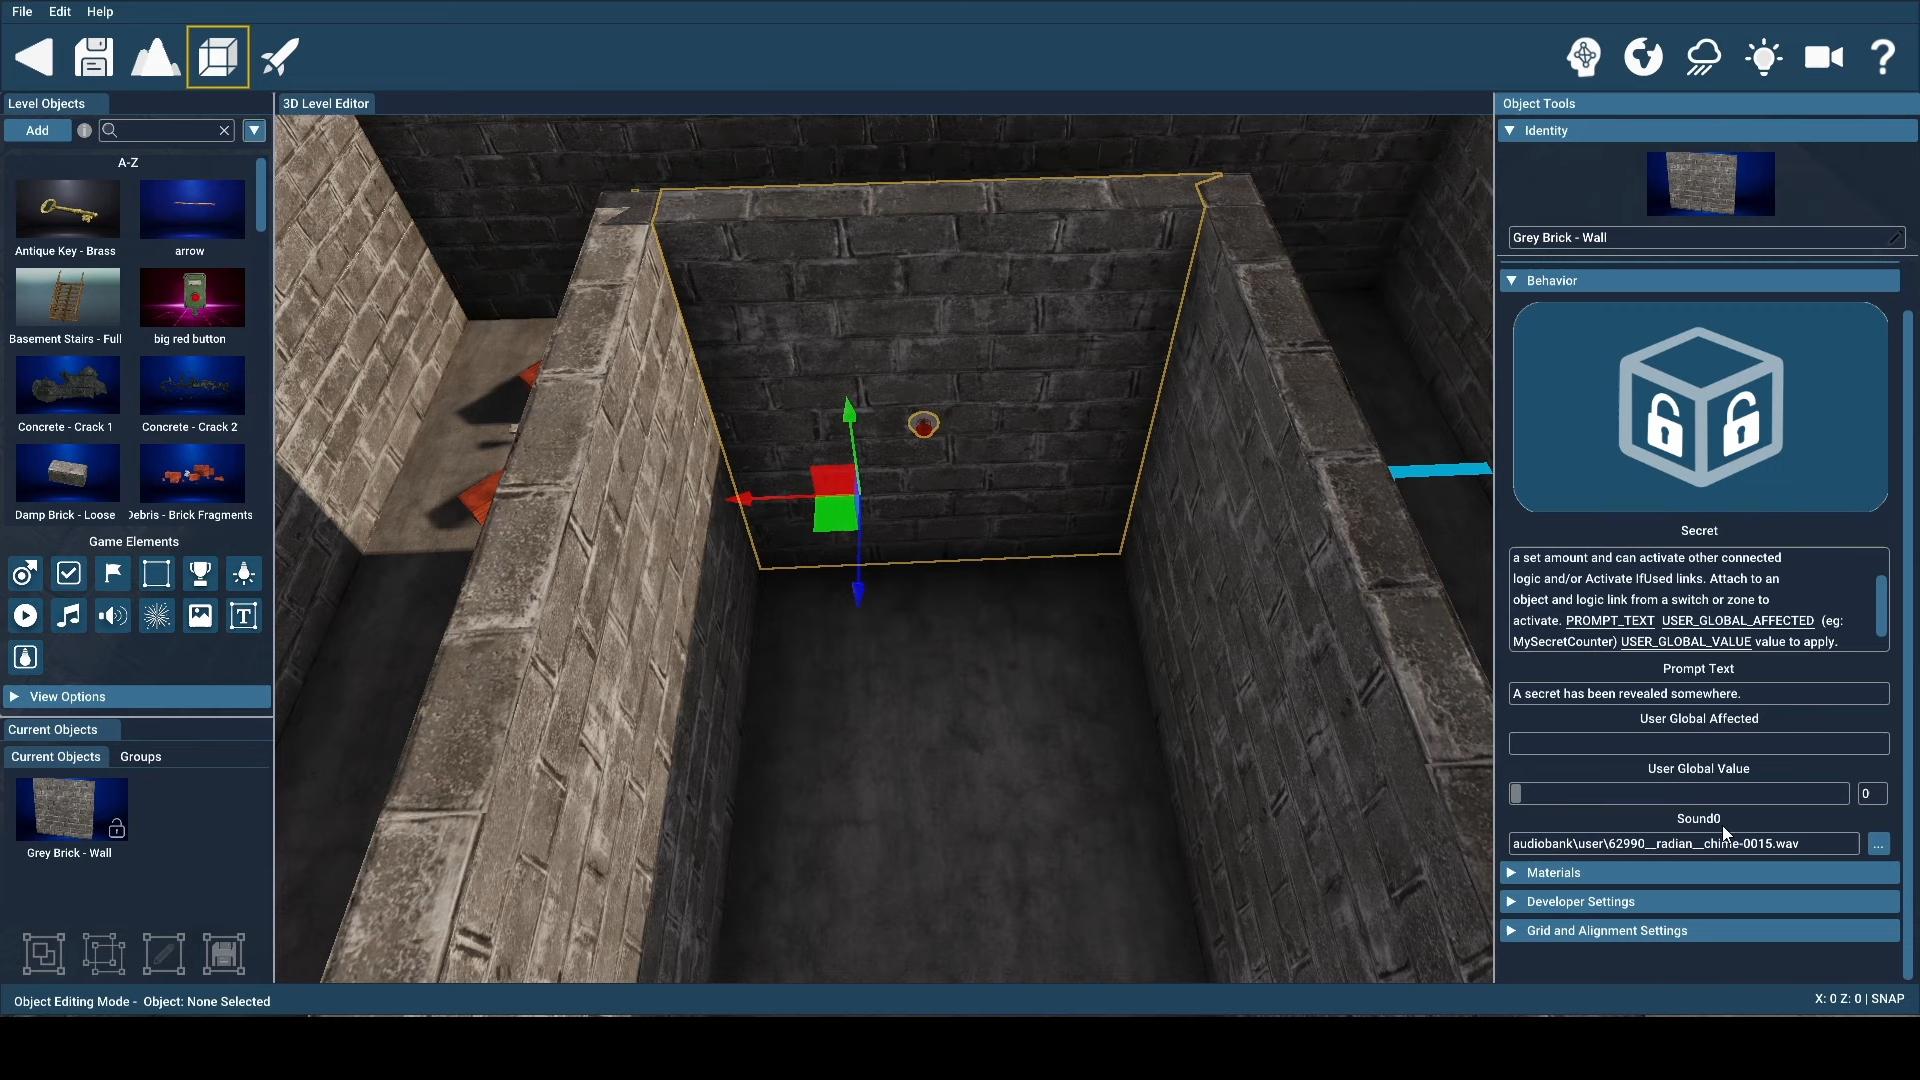 File Edit Help
Level Objects
3D Level Editor
Object Tools
Add
A-Z
Antique Key - Brass
arrow
Basement Stairs - Full
big red button
Concrete - Crack 1
Concrete - Crack 2
Damp Brick - Loose
Debris - Brick Fragments
Game Elements
View Options
Current Objects
Current Objects Groups
Grey Brick - Wall
Identity
Grey Brick - Wall
Behavior
Secret
a set amount and can activate other connected
logic and/or Activate IfUsed links. Attach to an
object and logic link from a switch or zone to
activate. PROMPT_TEXT USER_GLOBAL_AFFECTED (eg:
MySecretCounter) USER_GLOBAL_VALUE value to apply.
Prompt Text
A secret has been revealed somewhere.
User Global Affected
User Global Value
0
Sound0
audiobank\user\62990__radian__chime-0015.wav
...
Materials
Developer Settings
Grid and Alignment Settings
Object Editing Mode - Object: None Selected
X: 0 Z: 0 | SNAP